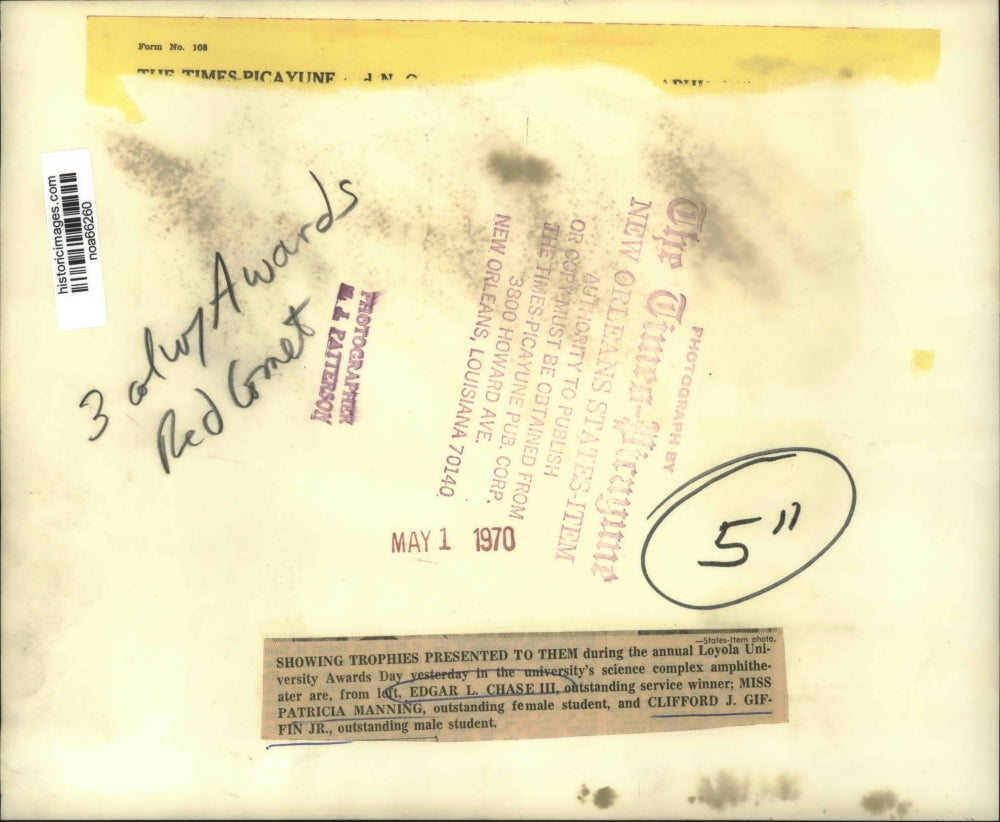 Form No. 108
THE TIMES-PICAYUNE
historicimages.com
noa66260
3 col w/ Awards
Red Comet
PHOTOGRAPHER
PATTERSON
PHOTOGRAPH BY
The Times-Picayune
NEW ORLEANS STATES-ITEM
AUTHORITY TO PUBLISH
OR COPY MUST BE OBTAINED FROM
THE TIMES-PICAYUNE PUB. CORP.
3800 HOWARD AVE.
NEW ORLEANS, LOUISIANA 70140
MAY 1 1970
5"
—States-Item photo.
SHOWING TROPHIES PRESENTED TO THEM during the annual Loyola Uni-
versity Awards Day yesterday in the university's science complex amphithe-
ater are, from left, EDGAR L. CHASE III, outstanding service winner; MISS
PATRICIA MANNING, outstanding female student, and CLIFFORD J. GIF-
FIN JR., outstanding male student.